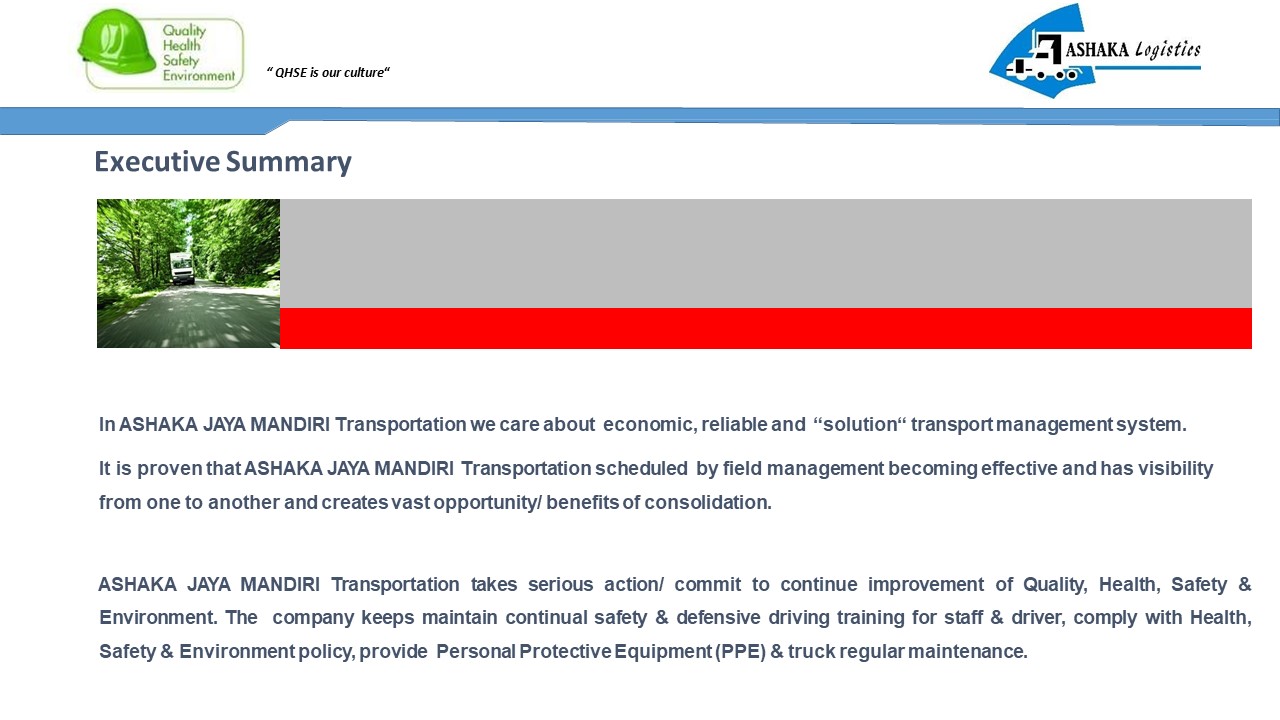 Quality
Health
Safety
Environment
“ QHSE is our culture“
ASHAKA Logistics
Executive Summary
In ASHAKA JAYA MANDIRI Transportation we care about economic, reliable and “solution“ transport management system.
It is proven that ASHAKA JAYA MANDIRI Transportation scheduled by field management becoming effective and has visibility
from one to another and creates vast opportunity/ benefits of consolidation.
ASHAKA JAYA MANDIRI Transportation takes serious action/ commit to continue improvement of Quality, Health, Safety &
Environment. The company keeps maintain continual safety & defensive driving training for staff & driver, comply with Health,
Safety & Environment policy, provide Personal Protective Equipment (PPE) & truck regular maintenance.